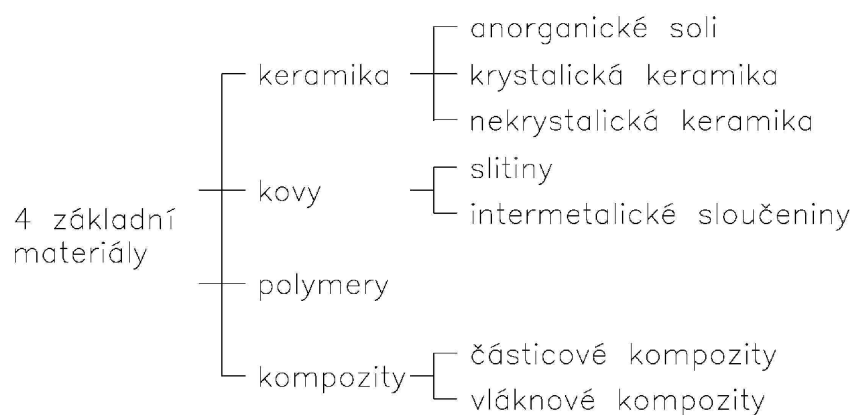 4 základní
materiály
keramika
anorganické soli
krystalická keramika
nekrystalická keramika
kovy
slitiny
intermetalické sloučeniny
polymery
kompozity
částicové kompozity
vláknové kompozity